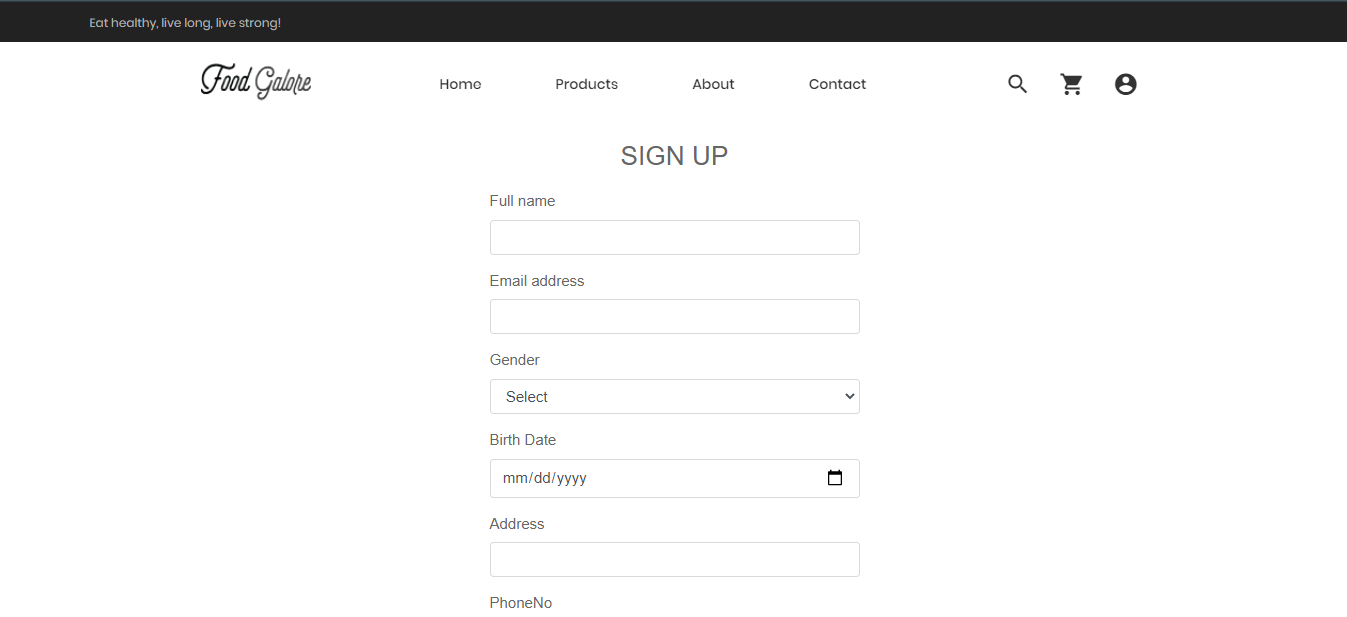 Eat healthy, live long, live strong!
Food Galore Home Products About Contact
SIGN UP
Full name
Email address
Gender
Select
Birth Date
mm/dd/yyyy
Address
PhoneNo